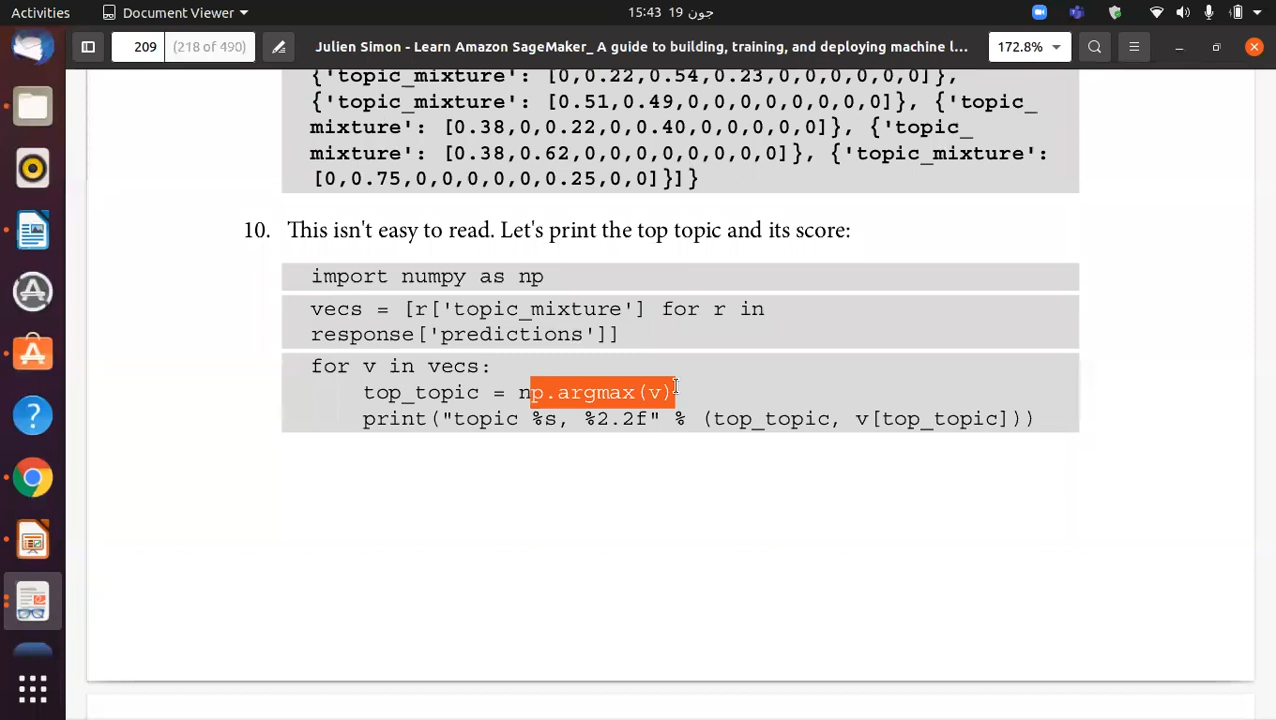 Activities
Document Viewer
15:43 19 جون
209
(218 of 490)
Julien Simon - Learn Amazon SageMaker_ A guide to building, training, and deploying machine l...
172.8%
{'topic_mixture': [0,0.22,0.54,0.23,0,0,0,0,0,0]},
{'topic_mixture': [0.51,0.49,0,0,0,0,0,0,0,0]}, {'topic_
mixture': [0.38,0,0.22,0,0.40,0,0,0,0,0]}, {'topic_
mixture': [0.38,0.62,0,0,0,0,0,0,0,0]}, {'topic_mixture':
[0,0.75,0,0,0,0,0,0.25,0,0]}]}
10. This isn't easy to read. Let's print the top topic and its score:
import numpy as np
vecs = [r['topic_mixture'] for r in
response['predictions']]
for v in vecs:
    top_topic = np.argmax(v)
    print("topic %s, %2.2f" % (top_topic, v[top_topic]))